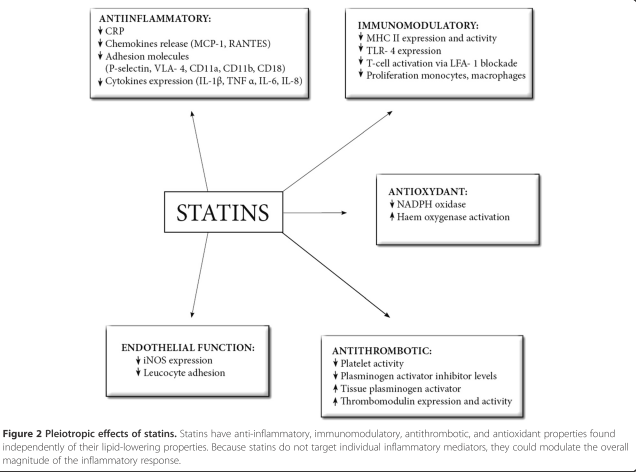 ANTIINFLAMMATORY:
↓ CRP
↓ Chemokines release (MCP-1, RANTES)
↓ Adhesion molecules
(P-selectin, VLA- 4, CD11a, CD11b, CD18)
↓ Cytokines expression (IL-1β, TNF α, IL-6, IL-8)
IMMUNOMODULATORY:
↓ MHC II expression and activity
↓ TLR- 4 expression
↓ T-cell activation via LFA- 1 blockade
↓ Proliferation monocytes, macrophages
STATINS
ANTIOXYDANT:
↓ NADPH oxidase
↑ Haem oxygenase activation
ENDOTHELIAL FUNCTION:
↓ iNOS expression
↓ Leucocyte adhesion
ANTITHROMBOTIC:
↓ Platelet activity
↓ Plasminogen activator inhibitor levels
↑ Tissue plasminogen activator
↑ Thrombomodulin expression and activity
Figure 2 Pleiotropic effects of statins. Statins have anti-inflammatory, immunomodulatory, antithrombotic, and antioxidant properties found
independently of their lipid-lowering properties. Because statins do not target individual inflammatory mediators, they could modulate the overall
magnitude of the inflammatory response.